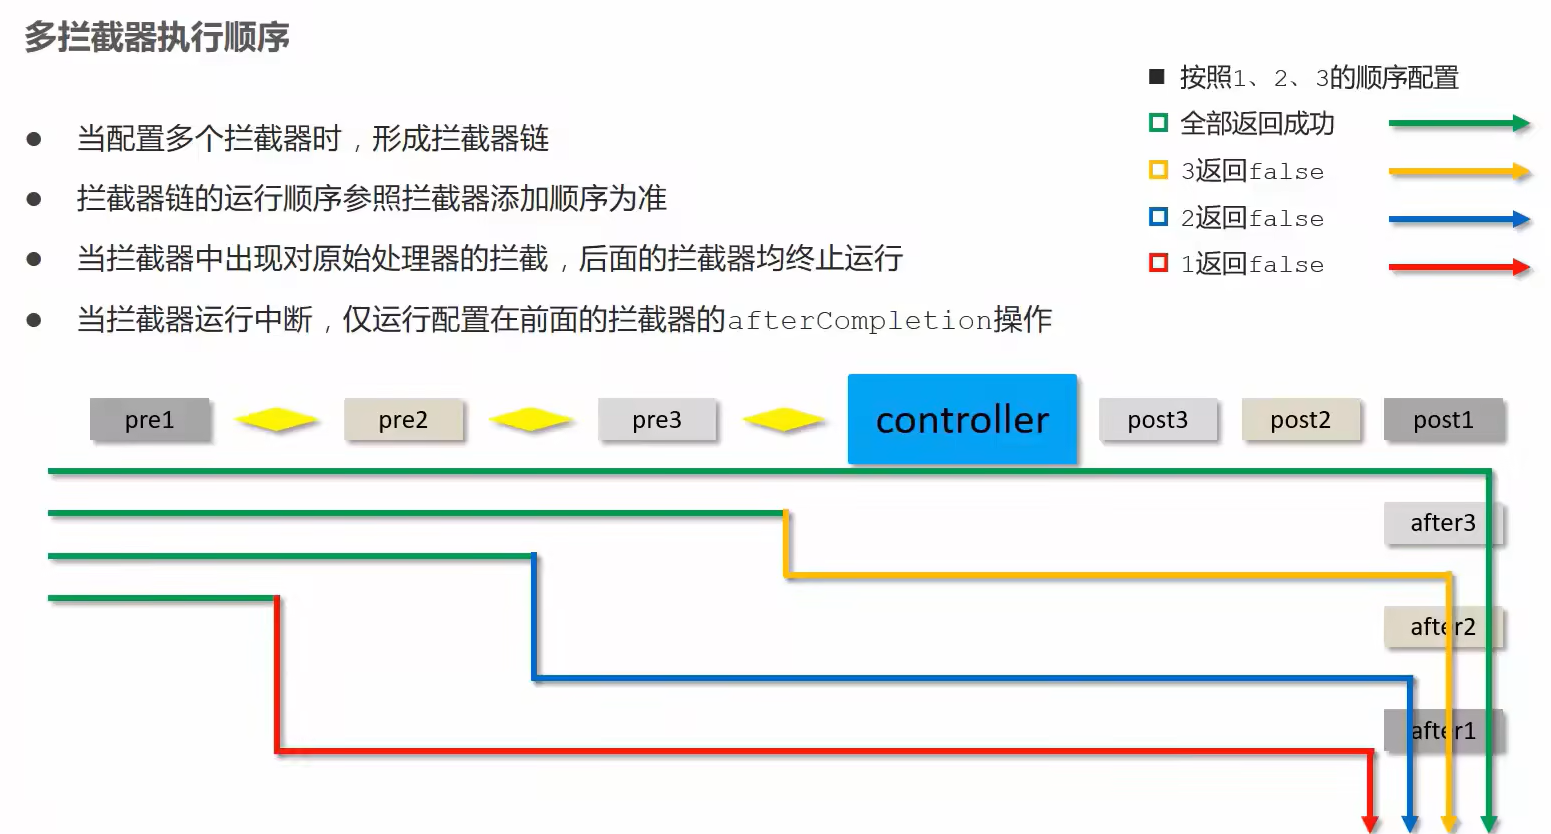 多拦截器执行顺序
按照1、2、3的顺序配置
全部返回成功
3返回false
2返回false
1返回false
当配置多个拦截器时，形成拦截器链
拦截器链的运行顺序参照拦截器添加顺序为准
当拦截器中出现对原始处理器的拦截，后面的拦截器均终止运行
当拦截器运行中断，仅运行配置在前面的拦截器的afterCompletion操作
pre1 pre2 pre3 controller post3 post2 post1
after3
after2
after1